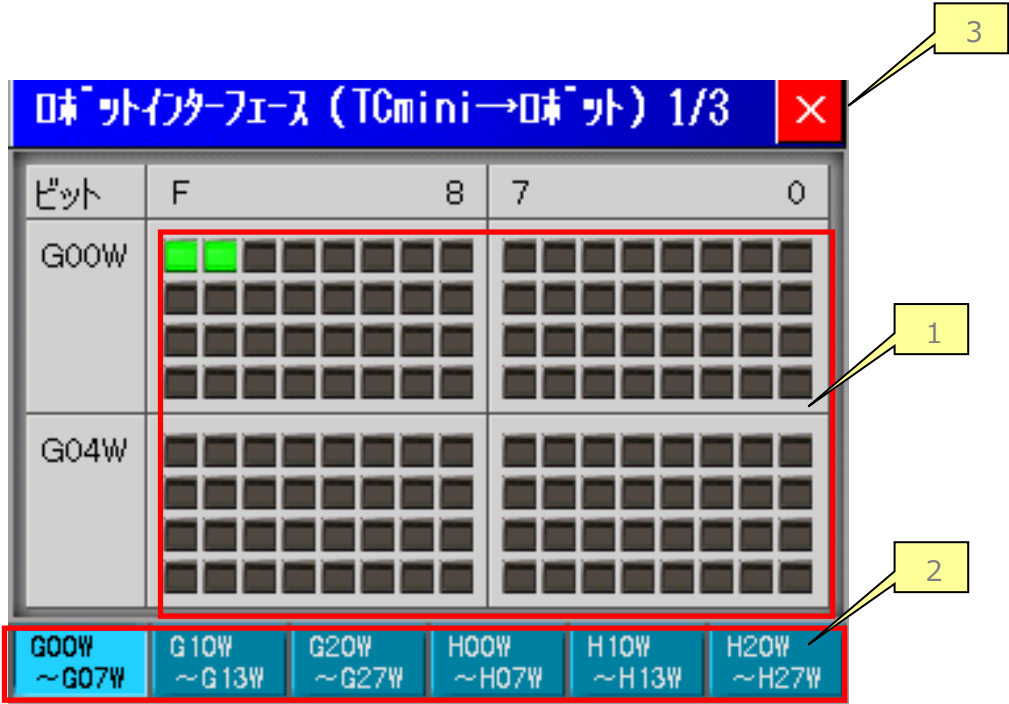 3
ロボットインターフェース (TCmini→ロボット) 1/3 ×
ビット F 8 7 0
G00W
1
G04W
2
G00W G10W G20W H00W H10W H20W
～G07W ～G13W ～G27W ～H07W ～H13W ～H27W